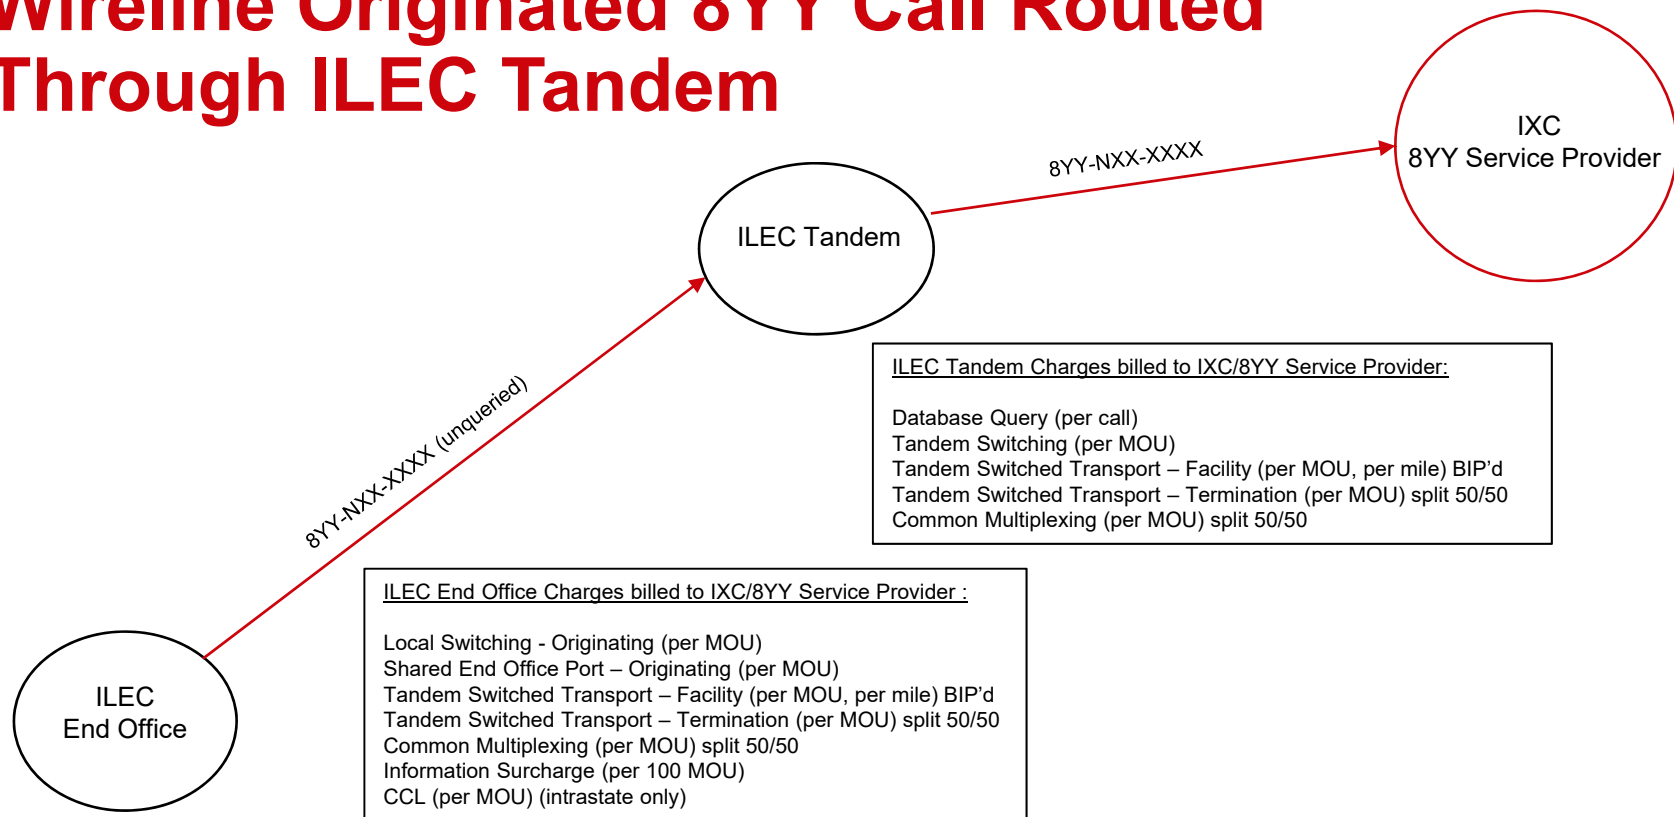 Wireline Originated 8YY Call Routed
Through ILEC Tandem
IXC
8YY Service Provider
8YY-NXX-XXXX
ILEC Tandem
ILEC Tandem Charges billed to IXC/8YY Service Provider:
Database Query (per call)
Tandem Switching (per MOU)
Tandem Switched Transport – Facility (per MOU, per mile) BIP’d
Tandem Switched Transport – Termination (per MOU) split 50/50
Common Multiplexing (per MOU) split 50/50
8YY-NXX-XXXX (unqueried)
ILEC End Office Charges billed to IXC/8YY Service Provider :
Local Switching - Originating (per MOU)
Shared End Office Port – Originating (per MOU)
Tandem Switched Transport – Facility (per MOU, per mile) BIP’d
Tandem Switched Transport – Termination (per MOU) split 50/50
Common Multiplexing (per MOU) split 50/50
Information Surcharge (per 100 MOU)
CCL (per MOU) (intrastate only)
ILEC
End Office